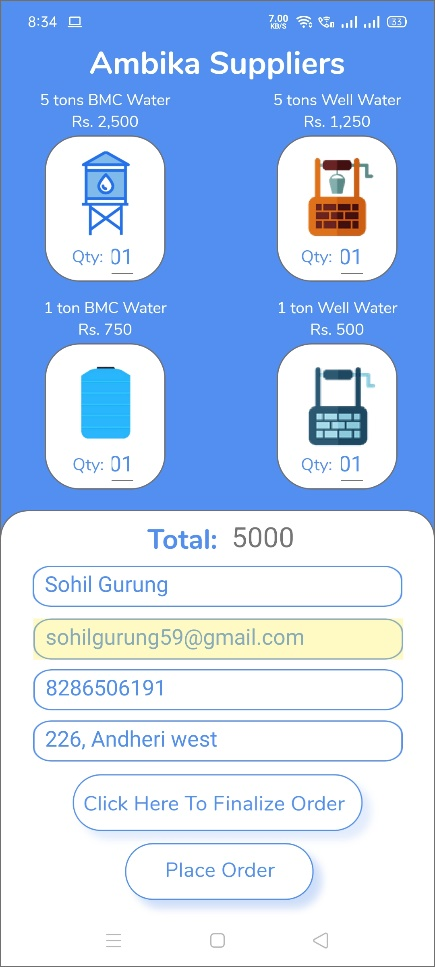 8:34 7.00 KB/S 33
Ambika Suppliers
5 tons BMC Water 5 tons Well Water
Rs. 2,500 Rs. 1,250
Qty: 01 Qty: 01
1 ton BMC Water 1 ton Well Water
Rs. 750 Rs. 500
Qty: 01 Qty: 01
Total: 5000
Sohil Gurung
sohilgurung59@gmail.com
8286506191
226, Andheri west
Click Here To Finalize Order
Place Order